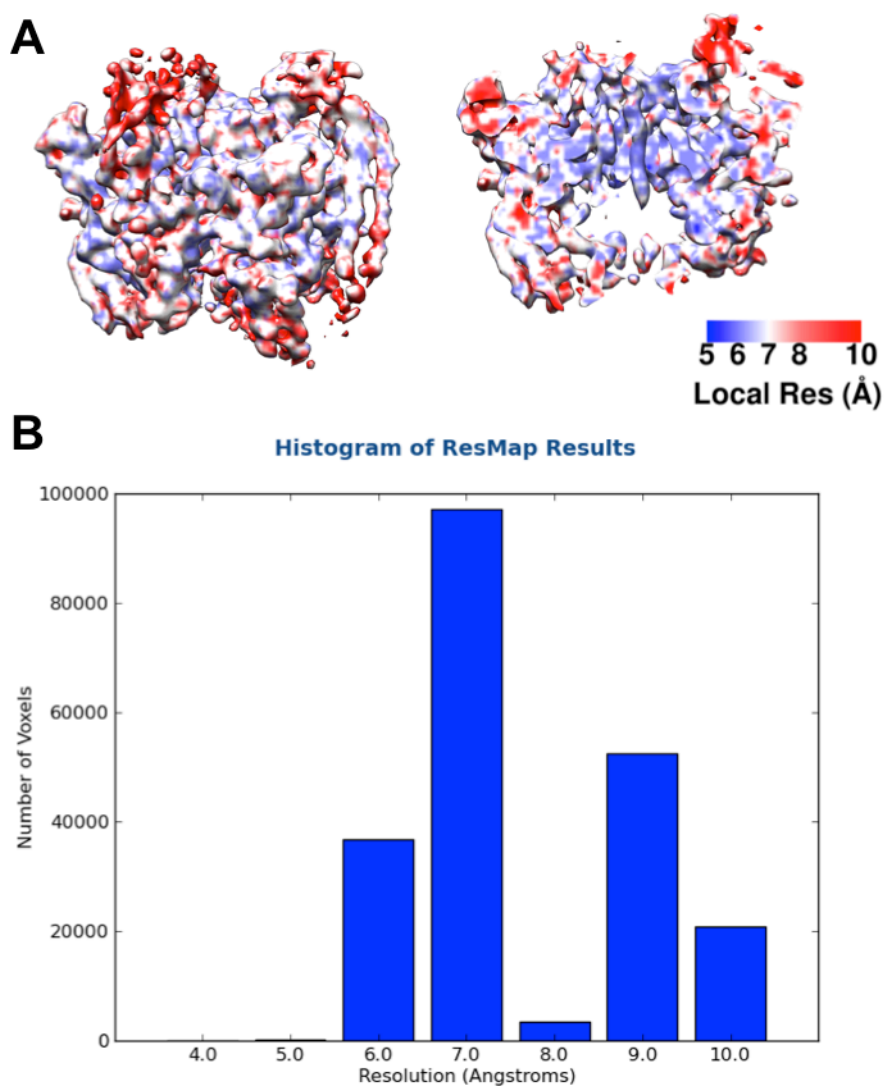 A
5 6 7 8 10
Local Res (Å)
B
Histogram of ResMap Results
100000
80000
60000
40000
20000
0
Number of Voxels
4.0 5.0 6.0 7.0 8.0 9.0 10.0
Resolution (Angstroms)